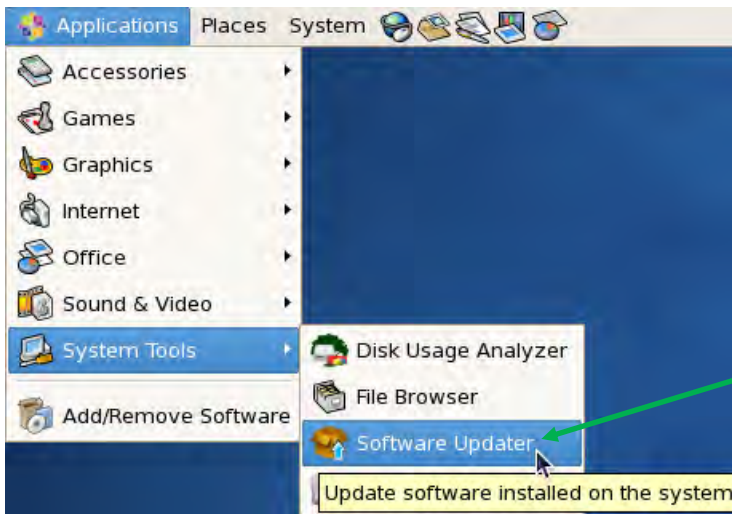 Applications Places System
Accessories
Games
Graphics
Internet
Office
Sound & Video
System Tools
Add/Remove Software
Disk Usage Analyzer
File Browser
Software Updater
Update software installed on the system